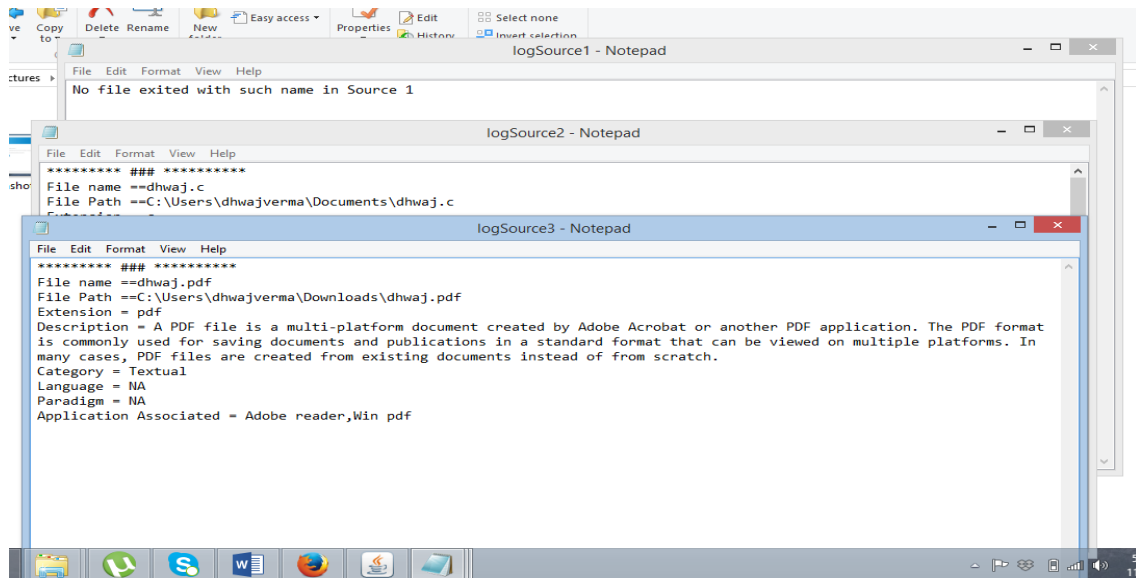 Easy access
Edit
Select none
Copy
Delete Rename
New
Properties
History
Invert selection
to
logSource1 - Notepad
File Edit Format View Help
No file exited with such name in Source 1
logSource2 - Notepad
File Edit Format View Help
********* ### **********
File name ==dhwaj.c
File Path ==C:\Users\dhwajverma\Documents\dhwaj.c
logSource3 - Notepad
File Edit Format View Help
********* ### **********
File name ==dhwaj.pdf
File Path ==C:\Users\dhwajverma\Downloads\dhwaj.pdf
Extension = pdf
Description = A PDF file is a multi-platform document created by Adobe Acrobat or another PDF application. The PDF format
is commonly used for saving documents and publications in a standard format that can be viewed on multiple platforms. In
many cases, PDF files are created from existing documents instead of from scratch.
Category = Textual
Language = NA
Paradigm = NA
Application Associated = Adobe reader,Win pdf